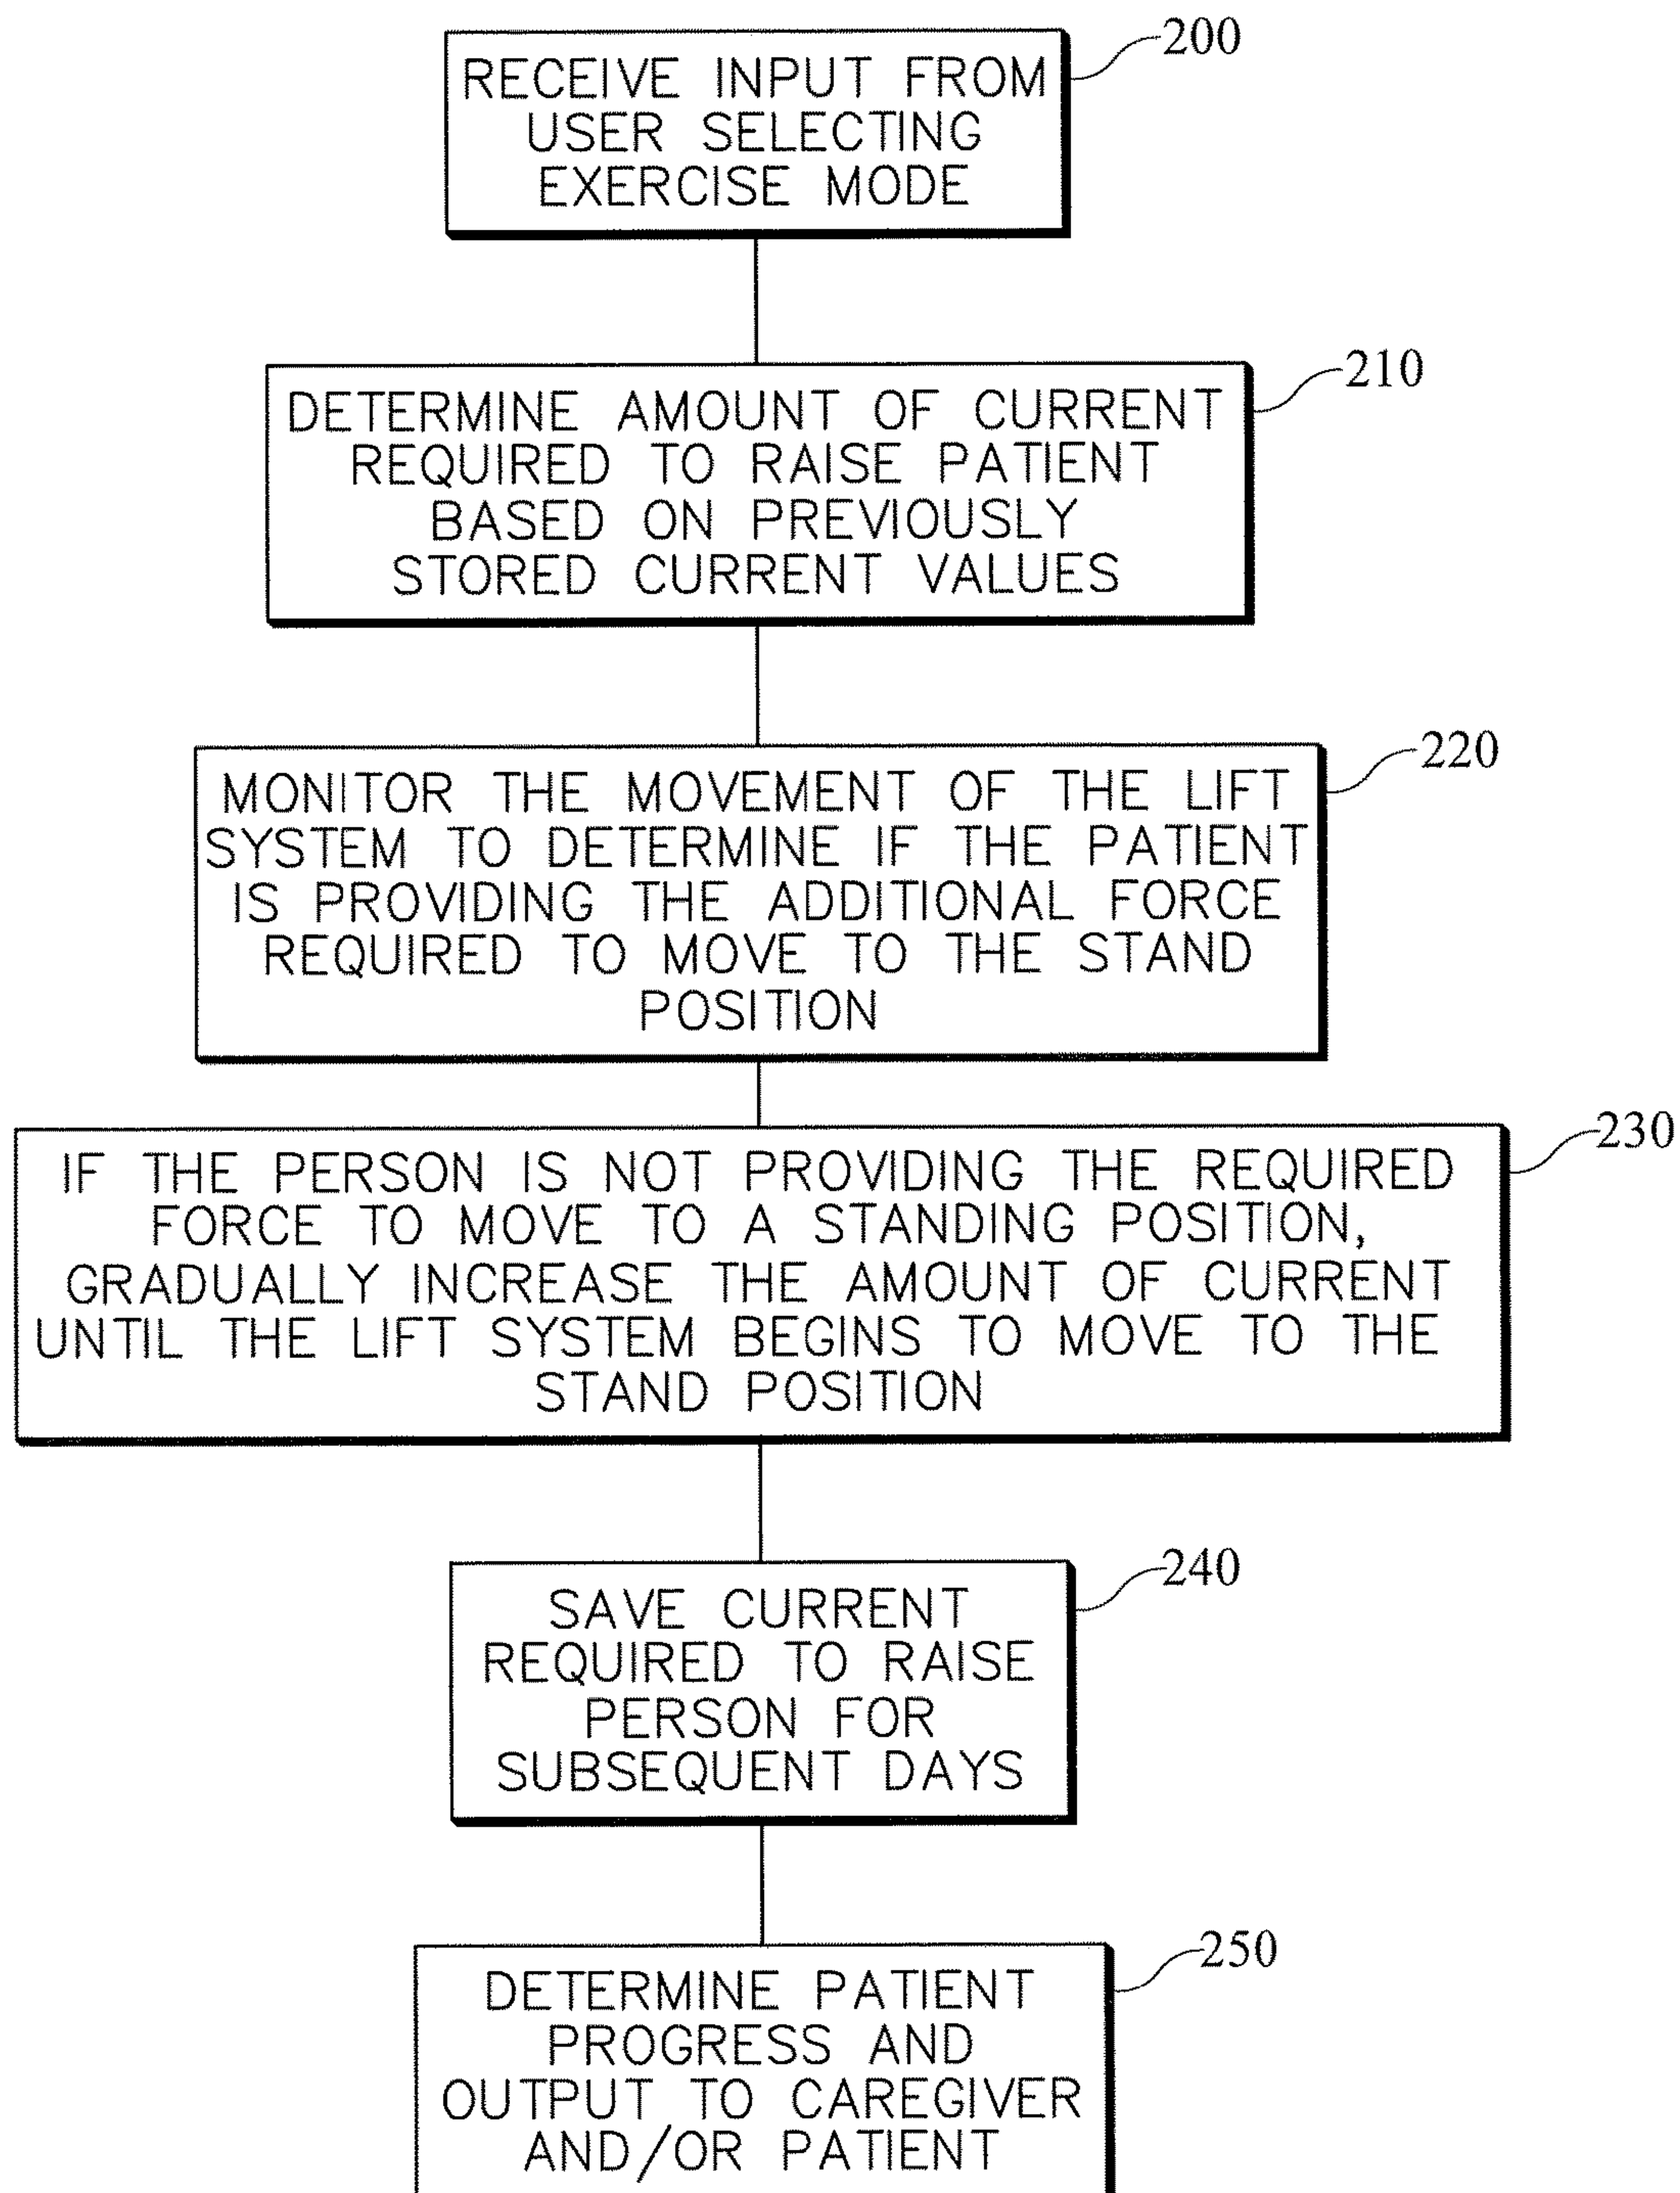 200
RECEIVE INPUT FROM
USER SELECTING
EXERCISE MODE
210
DETERMINE AMOUNT OF CURRENT
REQUIRED TO RAISE PATIENT
BASED ON PREVIOUSLY
STORED CURRENT VALUES
220
MONITOR THE MOVEMENT OF THE LIFT
SYSTEM TO DETERMINE IF THE PATIENT
IS PROVIDING THE ADDITIONAL FORCE
REQUIRED TO MOVE TO THE STAND
POSITION
230
IF THE PERSON IS NOT PROVIDING THE REQUIRED
FORCE TO MOVE TO A STANDING POSITION,
GRADUALLY INCREASE THE AMOUNT OF CURRENT
UNTIL THE LIFT SYSTEM BEGINS TO MOVE TO THE
STAND POSITION
240
SAVE CURRENT
REQUIRED TO RAISE
PERSON FOR
SUBSEQUENT DAYS
250
DETERMINE PATIENT
PROGRESS AND
OUTPUT TO CAREGIVER
AND/OR PATIENT